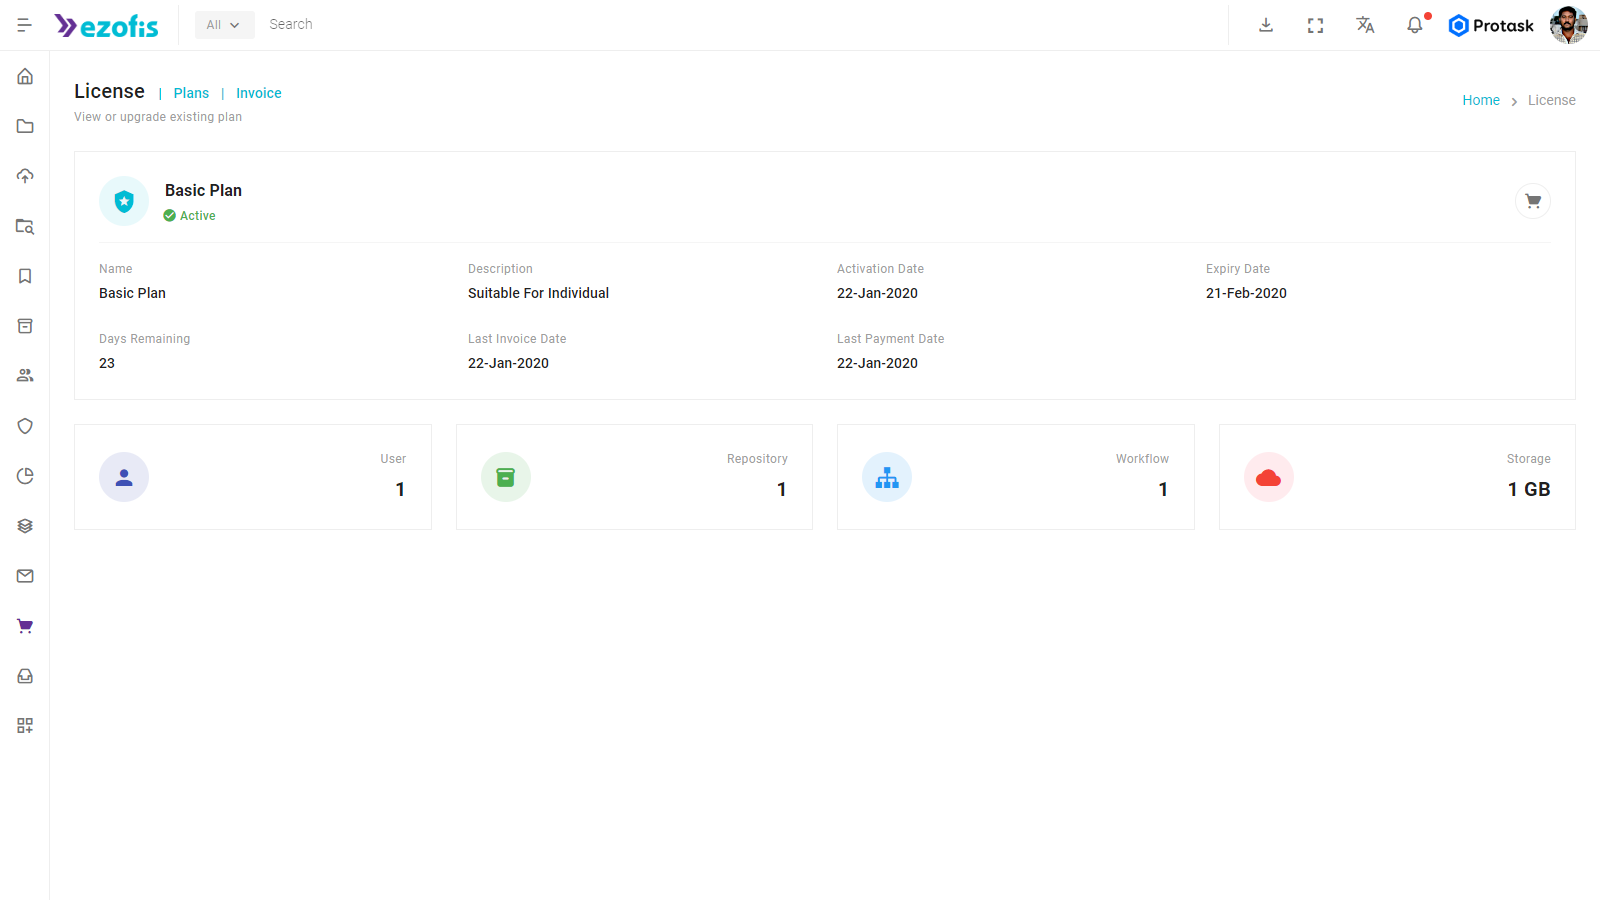 ezofis
All
Search
Protask
License | Plans | Invoice
View or upgrade existing plan
Home > License
Basic Plan
Active
Name
Description
Activation Date
Expiry Date
Basic Plan
Suitable For Individual
22-Jan-2020
21-Feb-2020
Days Remaining
Last Invoice Date
Last Payment Date
23
22-Jan-2020
22-Jan-2020
User
1
Repository
1
Workflow
1
Storage
1 GB